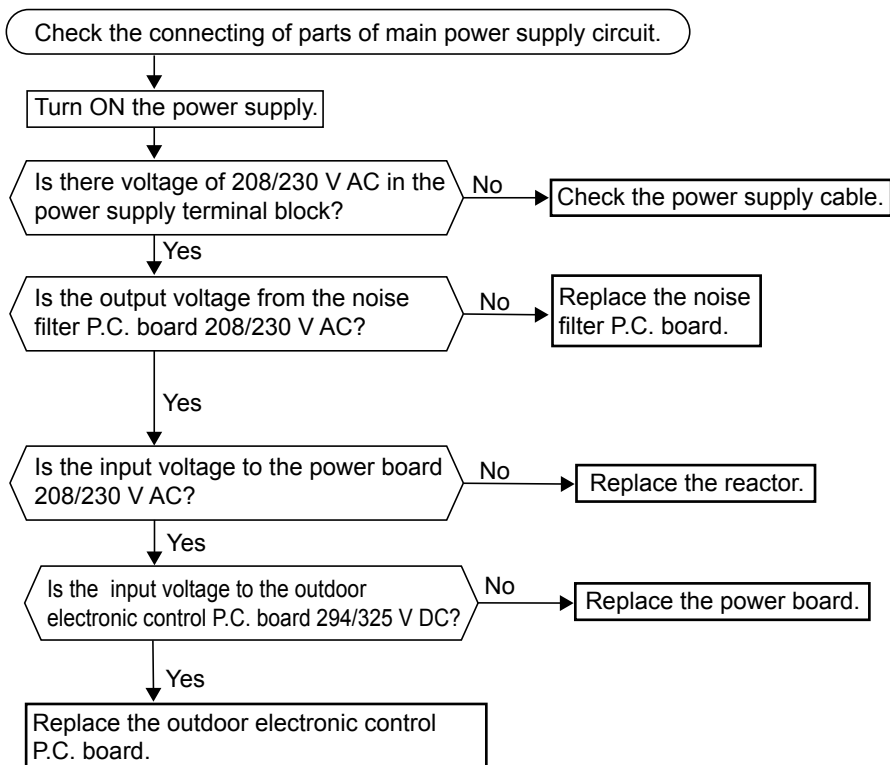 Check the connecting of parts of main power supply circuit.
Turn ON the power supply.
Is there voltage of 208/230 V AC in the
power supply terminal block?
No
Check the power supply cable.
Yes
Is the output voltage from the noise
filter P.C. board 208/230 V AC?
No
Replace the noise
filter P.C. board.
Yes
Is the input voltage to the power board
208/230 V AC?
No
Replace the reactor.
Yes
Is the input voltage to the outdoor
electronic control P.C. board 294/325 V DC?
No
Replace the power board.
Yes
Replace the outdoor electronic control
P.C. board.